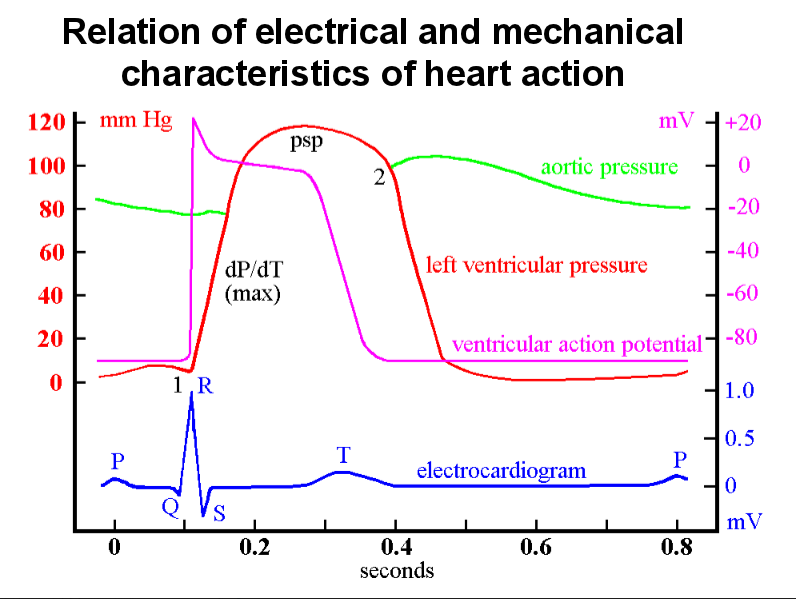 Relation of electrical and mechanical
characteristics of heart action
120 mm Hg mV +20
psp
100 2 aortic pressure 0
80 -20
60 -40
dP/dT left ventricular pressure
(max)
40 -60
20 ventricular action potential -80
0
1 R 1.0
0.5
P T P
electrocardiogram 0
Q S
mV
0 0.2 0.4 0.6 0.8
seconds